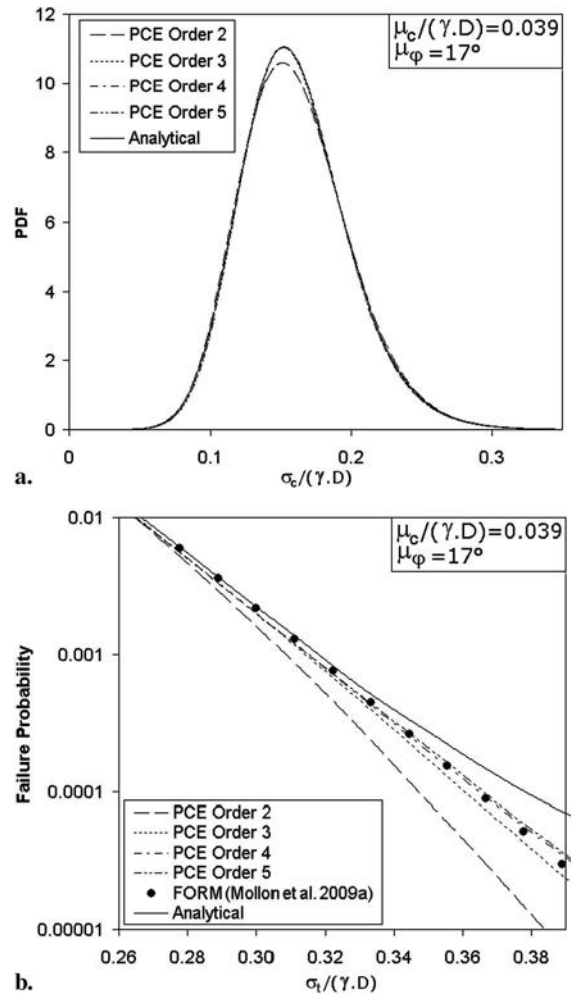 PCE Order 2
PCE Order 3
PCE Order 4
PCE Order 5
Analytical
μc/(γ.D)=0.039
μφ=17°
12
10
8
6
4
2
0
PDF
0
0.1
0.2
0.3
σc/(γ.D)
a.
μc/(γ.D)=0.039
μφ=17°
0.01
0.001
0.0001
0.00001
Failure Probability
PCE Order 2
PCE Order 3
PCE Order 4
PCE Order 5
FORM (Mollon et al. 2009a)
Analytical
0.26
0.28
0.30
0.32
0.34
0.36
0.38
σt/(γ.D)
b.